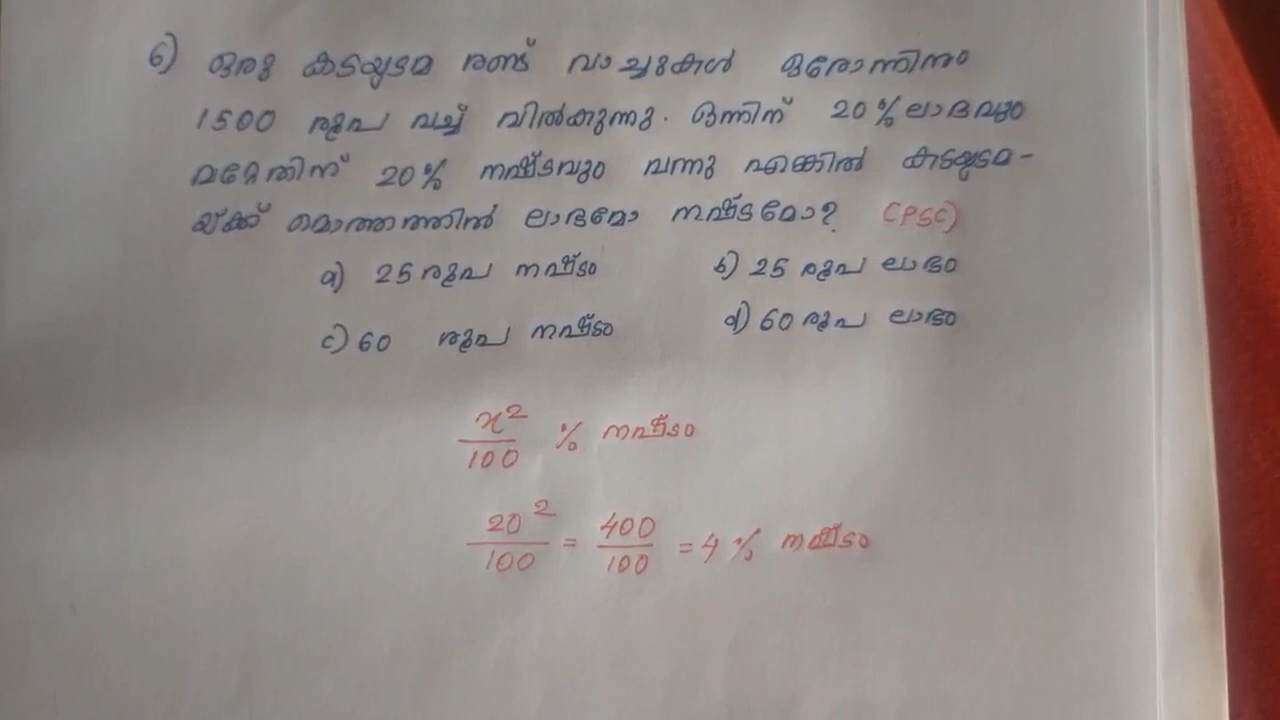 6) ഒരു കടയുടമ രണ്ട് വാച്ചുകൾ ഒരോന്നിനും
1500 രൂപ വച്ച് വിൽക്കുന്നു. ഒന്നിന് 20% ലാഭവും
മറ്റേതിന് 20% നഷ്ടവും വന്നു എങ്കിൽ കടയുടമ-
യ്ക്ക് മൊത്തത്തിൽ ലാഭമോ നഷ്ടമോ? (PSC)
a) 25 രൂപ നഷ്ടം b) 25 രൂപ ലാഭം
c) 60 രൂപ നഷ്ടം d) 60 രൂപ ലാഭം
x²/100 % നഷ്ടം
20²/100 = 400/100 = 4% നഷ്ടം